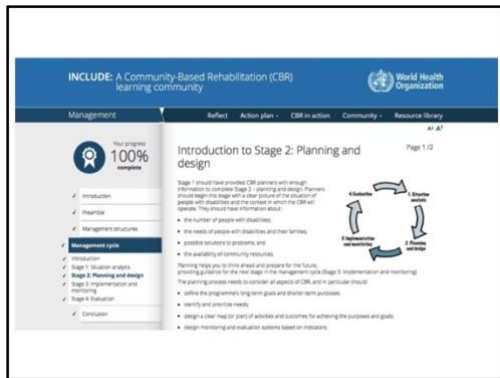 INCLUDE: A Community-Based Rehabilitation (CBR)
learning community
World Health
Organization
Management
Reflect
Action plan
CBR in action
Community
Resource library
Your progress
100%
complete
Introduction
Preamble
Management structures
Management cycle
Introduction
Stage 1: Situation analysis
Stage 2: Planning and design
Stage 3: Implementation and
monitoring
Stage 4: Evaluation
Conclusion
Introduction to Stage 2: Planning and
design
Page 1/2
Stage 1 should have provided CBR planners with enough
information to complete Stage 2 – planning and design. Planners
should begin this stage with a clear picture of the situation of
people with disabilities and the context in which the CBR will
operate. They should have information about:
• the number of people with disabilities;
• the needs of people with disabilities and their families;
• possible solutions to problems; and
• the availability of community resources.
4. Evaluation
1. Situation
analysis
2. Planning
and design
3. Implementation
and monitoring
Planning helps you to think ahead and prepare for the future,
providing guidance for the next stage in the management cycle (Stage 3: Implementation and monitoring).
The planning process needs to consider all aspects of CBR, and in particular should:
• define the programme's long-term goals and shorter-term purposes;
• identify and prioritize needs;
• design a clear map (or plan) of activities and outcomes for achieving the purposes and goals;
• design monitoring and evaluation systems based on indicators;